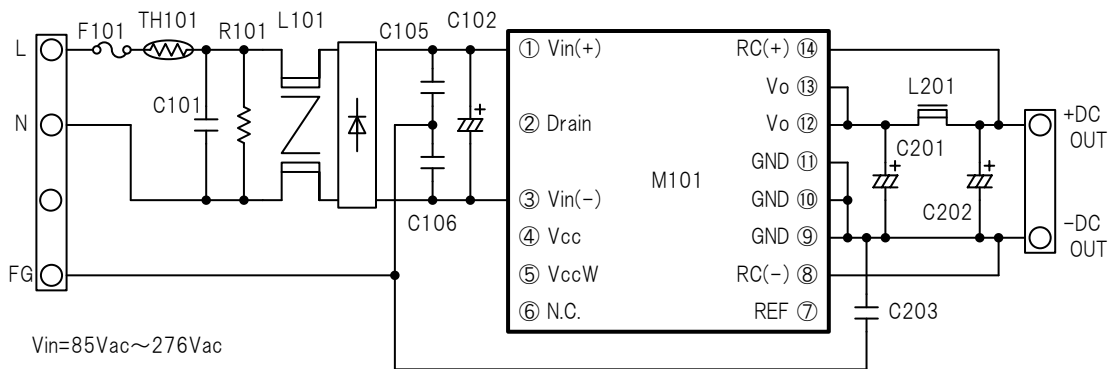 F101
TH101
R101
L101
C105
C102
L
① Vin(+)
RC(+) ⑭
Vo ⑬
L201
C101
N
② Drain
Vo ⑫
+DC
OUT
GND ⑪
C201
M101
③ Vin(-)
GND ⑩
C202
C106
④ Vcc
GND ⑨
-DC
OUT
FG
⑤ VccW
RC(-) ⑧
⑥ N.C.
REF ⑦
C203
Vin=85Vac~276Vac